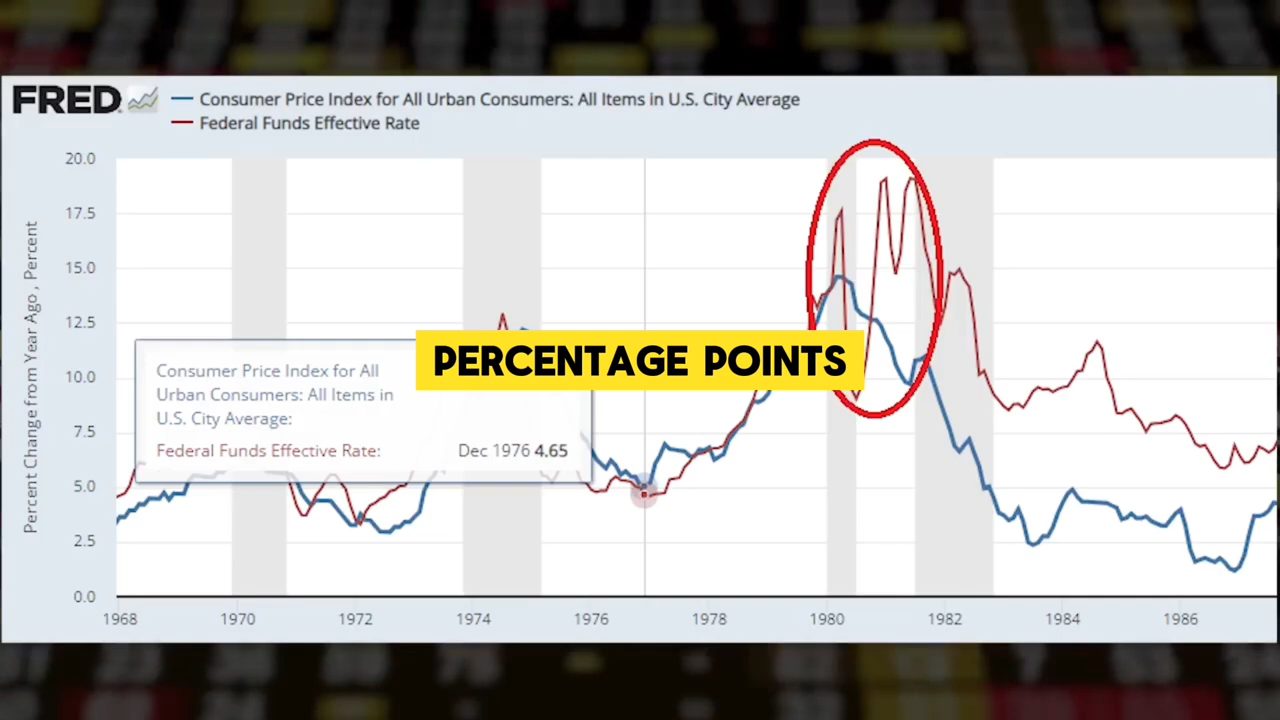 FRED
Consumer Price Index for All Urban Consumers: All Items in U.S. City Average
Federal Funds Effective Rate
Percent Change from Year Ago , Percent
20.0
17.5
15.0
12.5
10.0
7.5
5.0
2.5
0.0
PERCENTAGE POINTS
Consumer Price Index for All
Urban Consumers: All Items in
U.S. City Average:
Federal Funds Effective Rate: Dec 1976 4.65
1968 1970 1972 1974 1976 1978 1980 1982 1984 1986